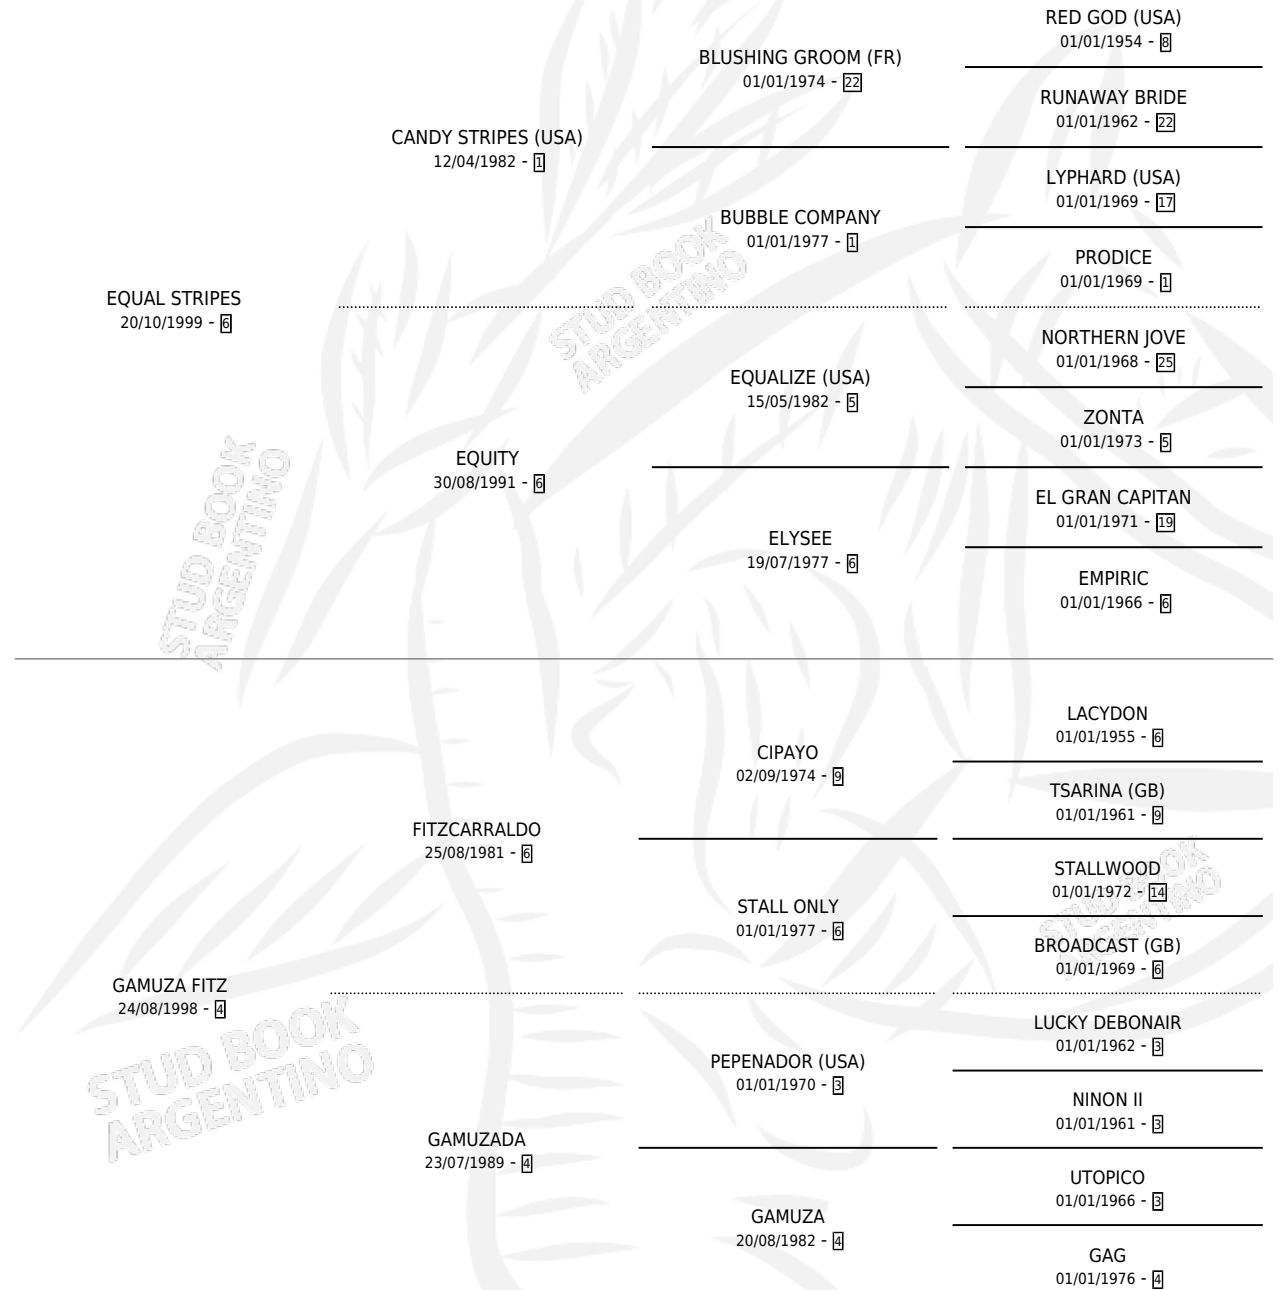 RED GOD (USA)
01/01/1954 - 8
BLUSHING GROOM (FR)
01/01/1974 - 22
RUNAWAY BRIDE
01/01/1962 - 22
CANDY STRIPES (USA)
12/04/1982 - 1
LYPHARD (USA)
01/01/1969 - 17
BUBBLE COMPANY
01/01/1977 - 1
PRODICE
01/01/1969 - 1
EQUAL STRIPES
20/10/1999 - 6
NORTHERN JOVE
01/01/1968 - 25
EQUALIZE (USA)
15/05/1982 - 5
ZONTA
01/01/1973 - 5
EQUITY
30/08/1991 - 6
EL GRAN CAPITAN
01/01/1971 - 19
ELYSEE
19/07/1977 - 6
EMPIRIC
01/01/1966 - 6
STUD BOOK
ARGENTINO
STUD BOOK
ARGENTINO
LACYDON
01/01/1955 - 6
CIPAYO
02/09/1974 - 9
TSARINA (GB)
01/01/1961 - 9
FITZCARRALDO
25/08/1981 - 6
STALLWOOD
01/01/1972 - 14
STALL ONLY
01/01/1977 - 6
BROADCAST (GB)
01/01/1969 - 6
GAMUZA FITZ
24/08/1998 - 4
LUCKY DEBONAIR
01/01/1962 - 3
PEPENADOR (USA)
01/01/1970 - 3
NINON II
01/01/1961 - 3
GAMUZADA
23/07/1989 - 4
UTOPICO
01/01/1966 - 3
GAMUZA
20/08/1982 - 4
GAG
01/01/1976 - 4
STUD BOOK
ARGENTINO
STUD BOOK
ARGENTINO